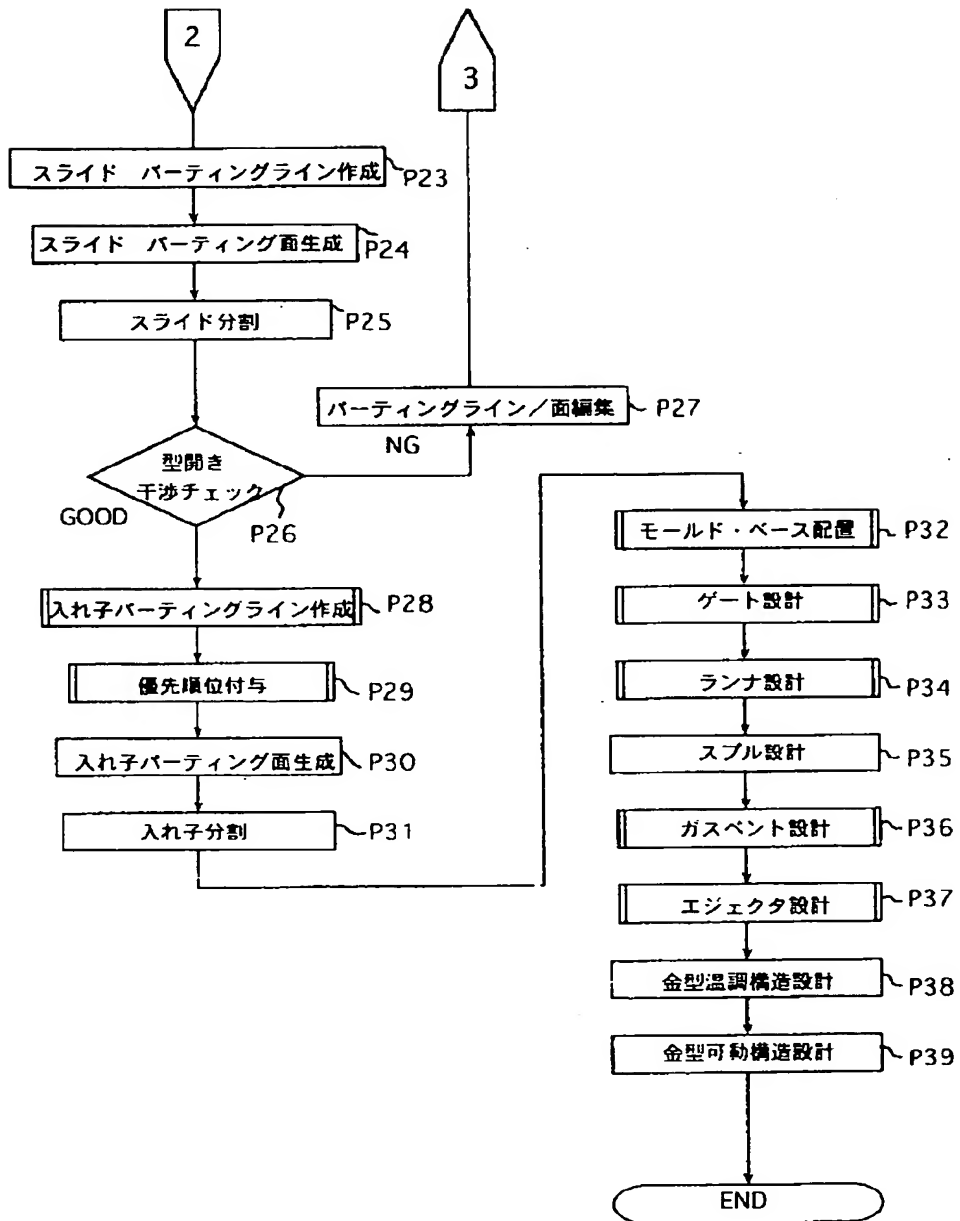 2
3
スライド パーティングライン作成
P23
スライド パーティング面生成
P24
スライド分割
P25
パーティングライン/面編集
P27
NG
型開き
干渉チェック
GOOD
P26
入れ子パーティングライン作成
P28
優先順位付与
P29
入れ子パーティング面生成
P30
入れ子分割
P31
モールド・ベース配置
P32
ゲート設計
P33
ランナ設計
P34
スプル設計
P35
ガスベント設計
P36
エジェクタ設計
P37
金型温調構造設計
P38
金型可動構造設計
P39
END